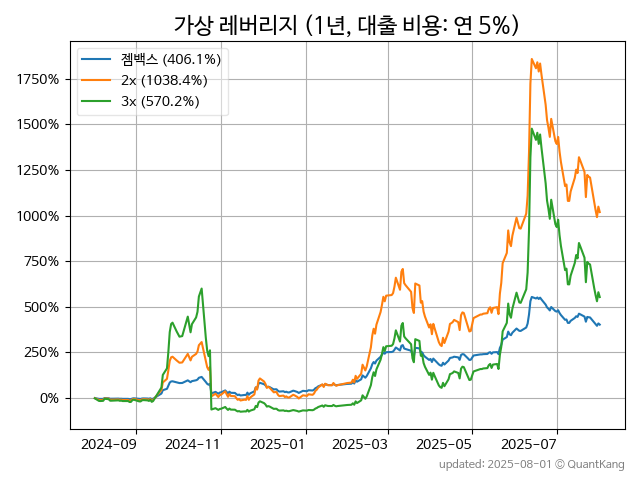 가상 레버리지 (1년, 대출 비용: 연 5%)
젬백스 (406.1%)
2x (1038.4%)
3x (570.2%)
1750%
1500%
1250%
1000%
750%
500%
250%
0%
2024-09 2024-11 2025-01 2025-03 2025-05 2025-07
updated: 2025-08-01 © QuantKang